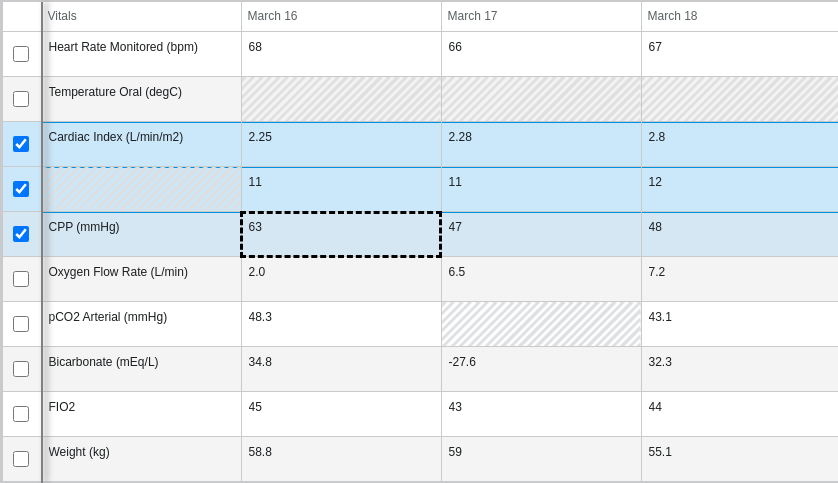 Vitals March 16 March 17 March 18
Heart Rate Monitored (bpm) 68 66 67
Temperature Oral (degC)
Cardiac Index (L/min/m2) 2.25 2.28 2.8
11 11 12
CPP (mmHg) 63 47 48
Oxygen Flow Rate (L/min) 2.0 6.5 7.2
pCO2 Arterial (mmHg) 48.3 43.1
Bicarbonate (mEq/L) 34.8 -27.6 32.3
FIO2 45 43 44
Weight (kg) 58.8 59 55.1